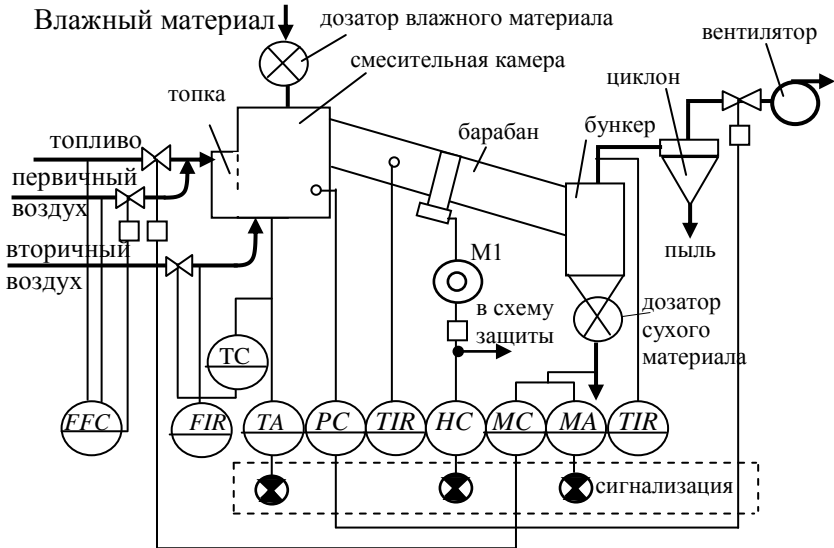 Влажный материал
дозатор влажного материала
вентилятор
смесительная камера
циклон
топка
топливо
барабан
бункер
первичный
воздух
вторичный
воздух
пыль
М1
в схему
защиты
дозатор
сухого
материала
TC
FFC
FIR
TA
PC
TIR
HC
MC
MA
TIR
сигнализация